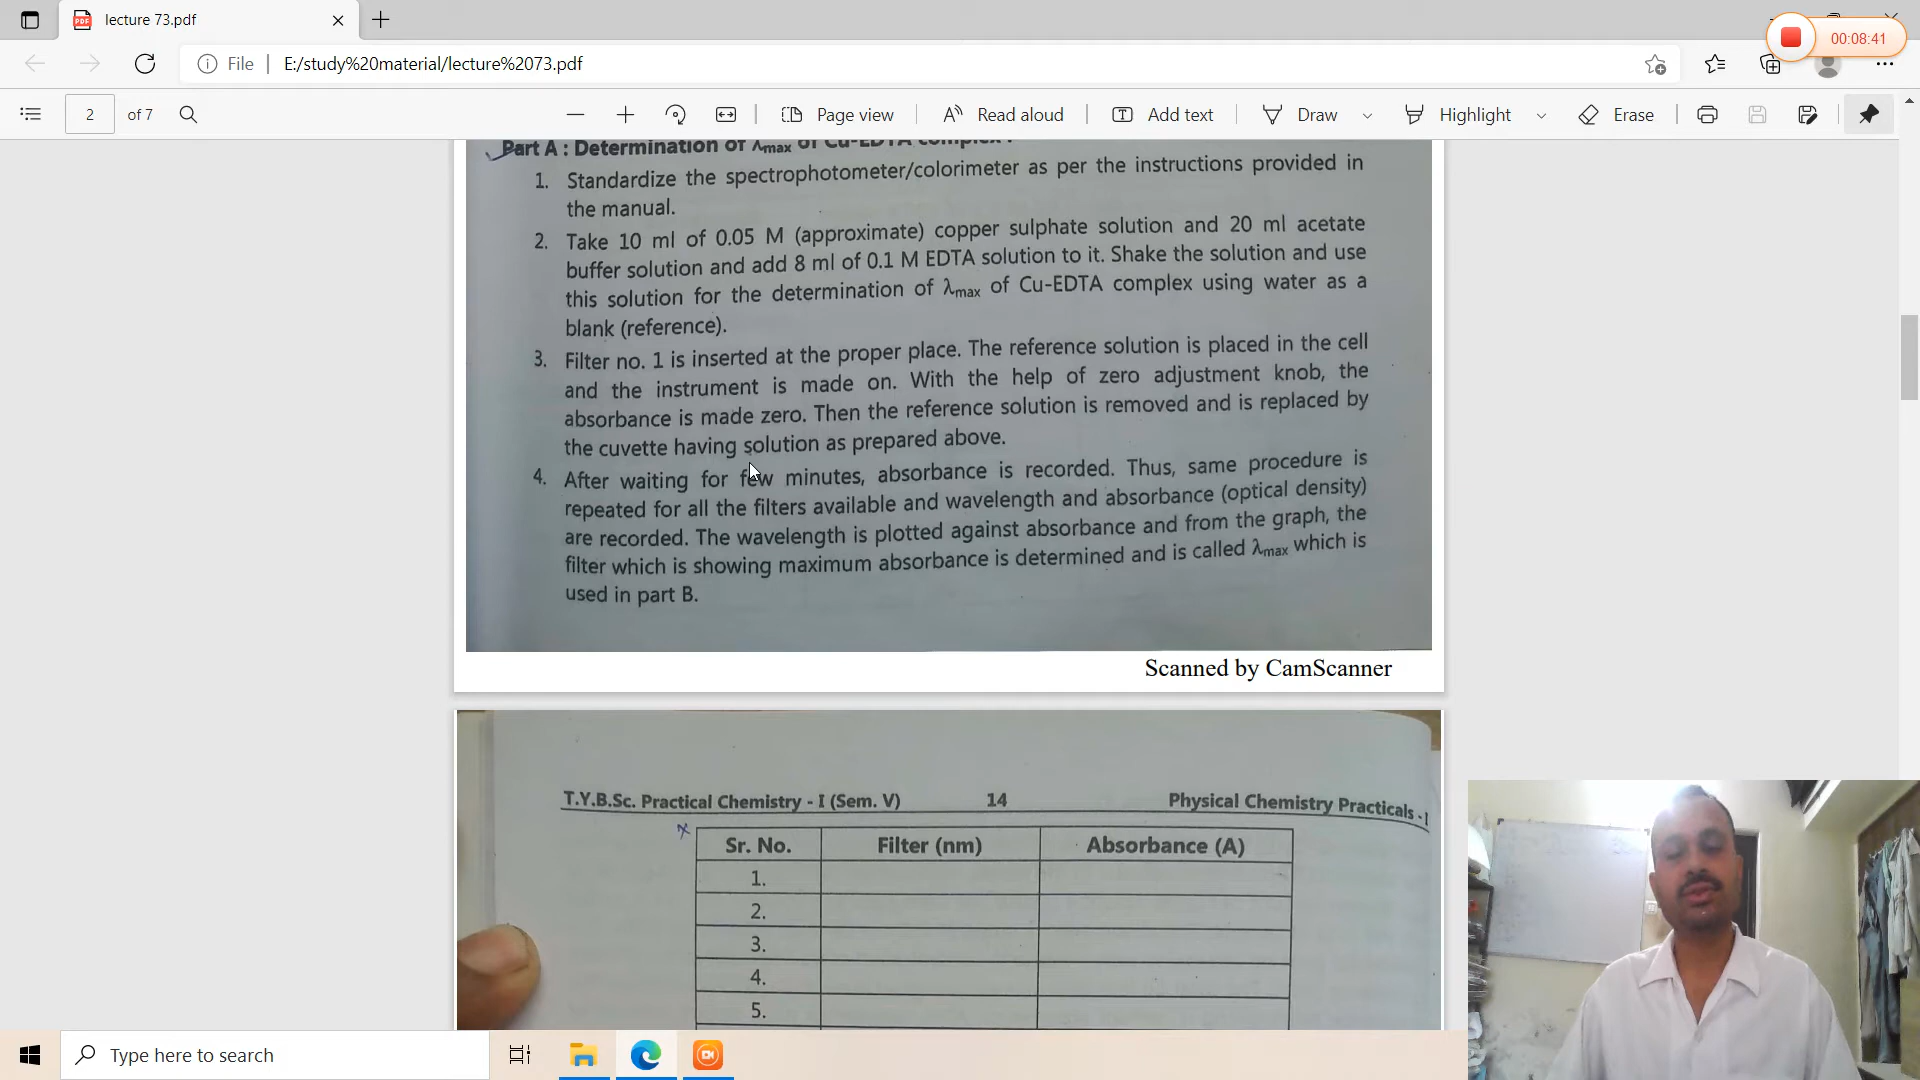 lecture 73.pdf
00:08:41
File
E:/study%20material/lecture%2073.pdf
2 of 7
Page view
Read aloud
Add text
Draw
Highlight
Erase
Part A : Determination of λmax of Cu-EDTA complex :
1. Standardize the spectrophotometer/colorimeter as per the instructions provided in
the manual.
2. Take 10 ml of 0.05 M (approximate) copper sulphate solution and 20 ml acetate
buffer solution and add 8 ml of 0.1 M EDTA solution to it. Shake the solution and use
this solution for the determination of λmax of Cu-EDTA complex using water as a
blank (reference).
3. Filter no. 1 is inserted at the proper place. The reference solution is placed in the cell
and the instrument is made on. With the help of zero adjustment knob, the
absorbance is made zero. Then the reference solution is removed and is replaced by
the cuvette having solution as prepared above.
4. After waiting for few minutes, absorbance is recorded. Thus, same procedure is
repeated for all the filters available and wavelength and absorbance (optical density)
are recorded. The wavelength is plotted against absorbance and from the graph, the
filter which is showing maximum absorbance is determined and is called λmax which is
used in part B.
Scanned by CamScanner
T.Y.B.Sc. Practical Chemistry - I (Sem. V) 14 Physical Chemistry Practicals - I
Sr. No. Filter (nm) Absorbance (A)
1.
2.
3.
4.
5.
Type here to search